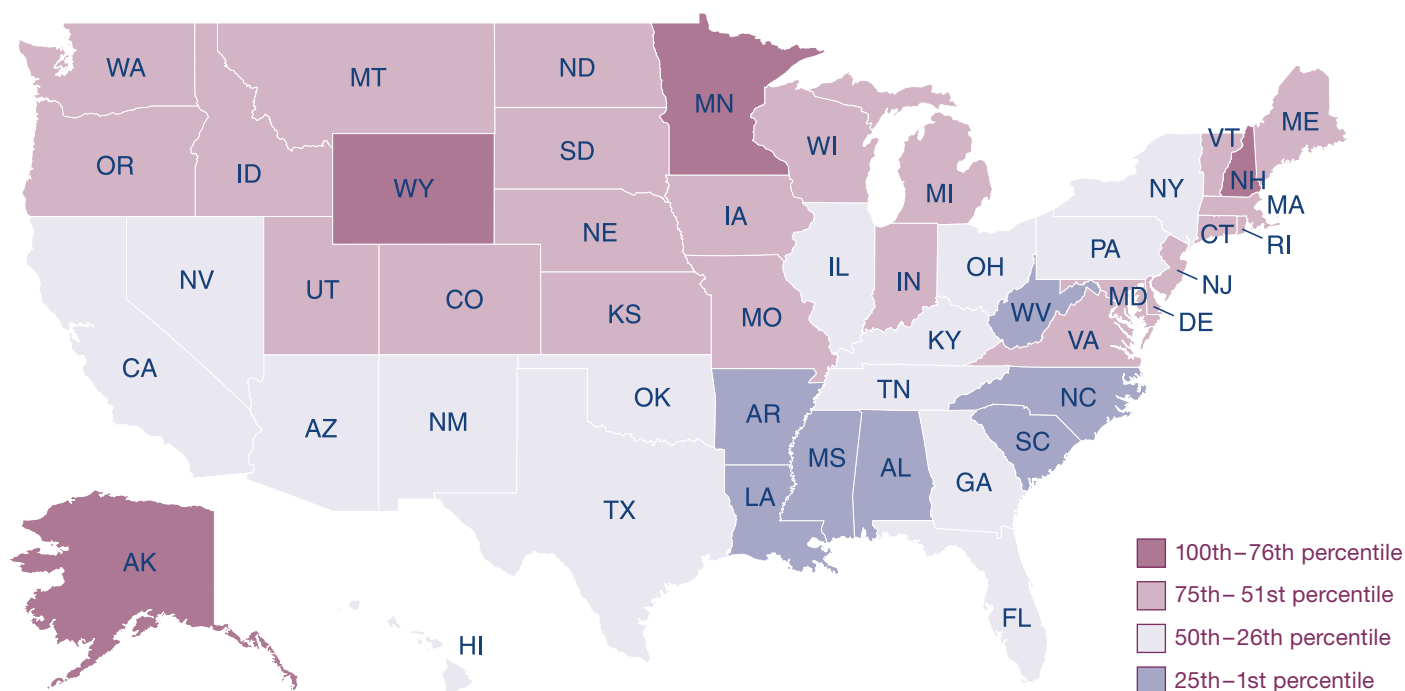 WA
MT
ND
MN
OR
ID
WY
SD
WI
MI
VT
ME
NH
NY
MA
CT
RI
NE
IA
NV
UT
CO
KS
MO
IL
IN
OH
PA
NJ
MD
DE
WV
VA
KY
CA
AZ
NM
OK
AR
TN
NC
SC
TX
LA
MS
AL
GA
FL
AK
HI
100th–76th percentile
75th–51st percentile
50th–26th percentile
25th–1st percentile